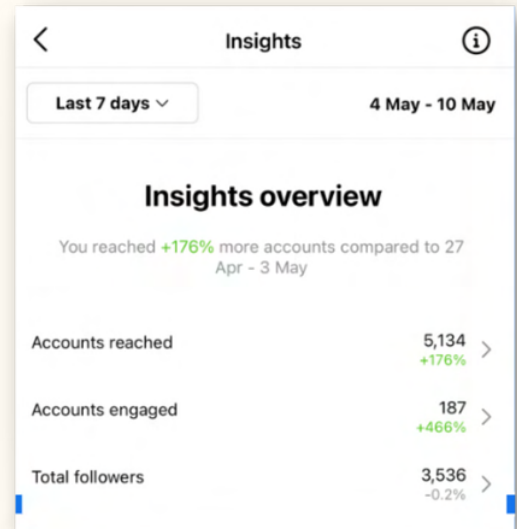 Insights
Last 7 days
4 May - 10 May
Insights overview
You reached +176% more accounts compared to 27
Apr - 3 May
Accounts reached
5,134
+176%
Accounts engaged
187
+466%
Total followers
3,536
-0.2%